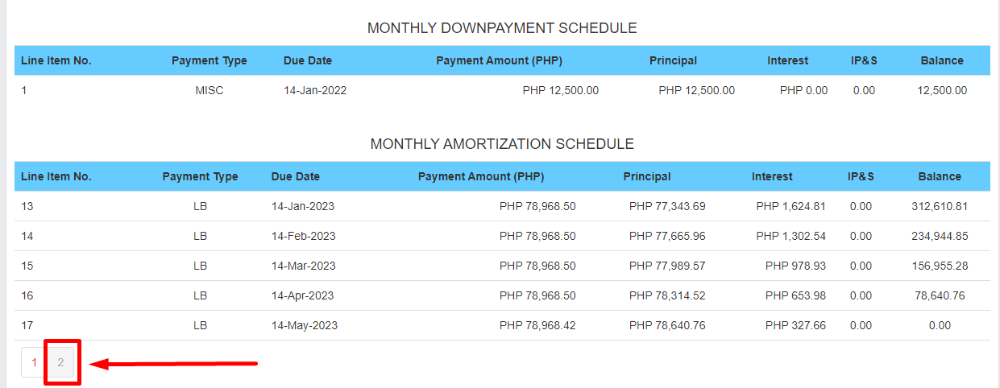 MONTHLY DOWNPAYMENT SCHEDULE
Line Item No. Payment Type Due Date Payment Amount (PHP) Principal Interest IP&S Balance
1 MISC 14-Jan-2022 PHP 12,500.00 PHP 12,500.00 PHP 0.00 0.00 12,500.00
MONTHLY AMORTIZATION SCHEDULE
Line Item No. Payment Type Due Date Payment Amount (PHP) Principal Interest IP&S Balance
13 LB 14-Jan-2023 PHP 78,968.50 PHP 77,343.69 PHP 1,624.81 0.00 312,610.81
14 LB 14-Feb-2023 PHP 78,968.50 PHP 77,665.96 PHP 1,302.54 0.00 234,944.85
15 LB 14-Mar-2023 PHP 78,968.50 PHP 77,989.57 PHP 978.93 0.00 156,955.28
16 LB 14-Apr-2023 PHP 78,968.50 PHP 78,314.52 PHP 653.98 0.00 78,640.76
17 LB 14-May-2023 PHP 78,968.42 PHP 78,640.76 PHP 327.66 0.00 0.00
1 2